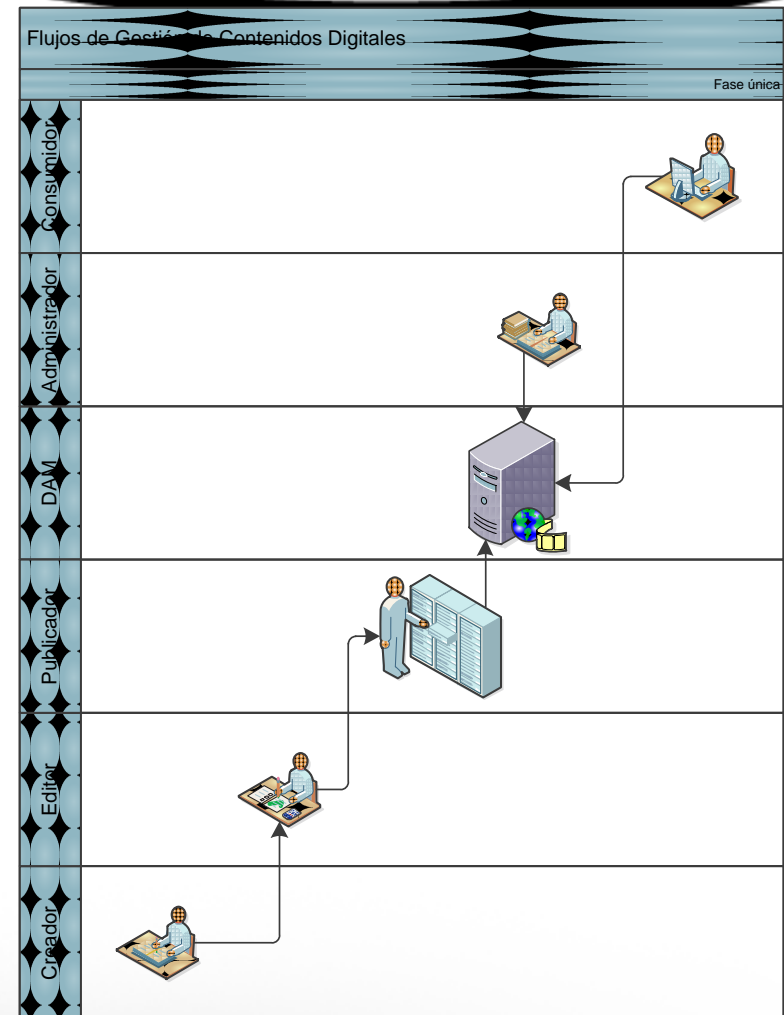 Flujos de Gestión de Contenidos Digitales
Fase única
Consumidor
Administrador
DAM
Publicador
Editor
Creador